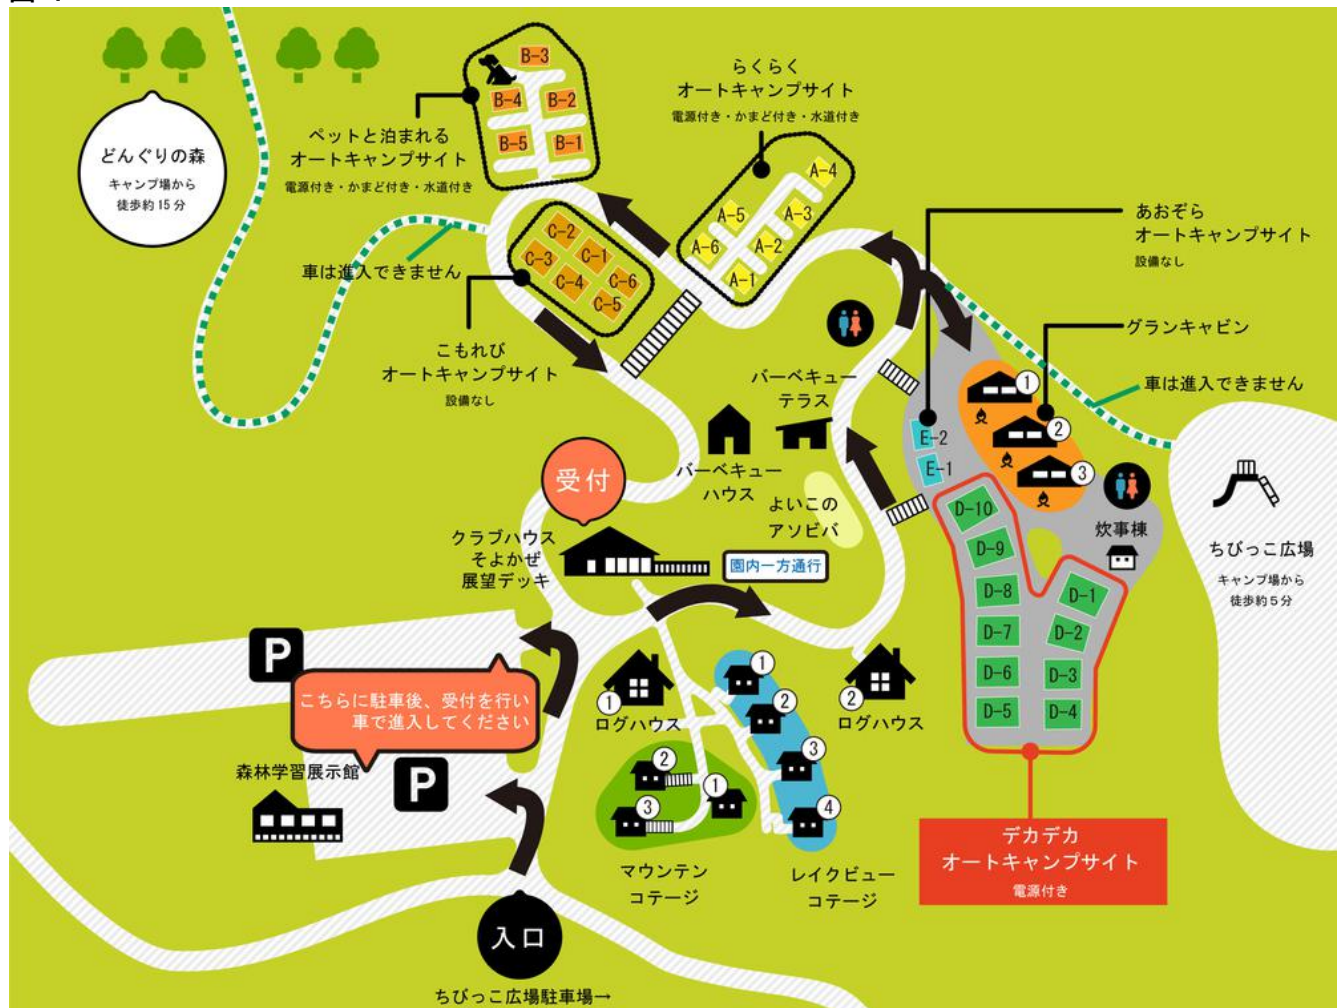 どんぐりの森
キャンプ場から
徒歩約15分
ペットと泊まれる
オートキャンプサイト
電源付き・かまど付き・水道付き
B-3
B-4
B-2
B-5
B-1
らくらく
オートキャンプサイト
電源付き・かまど付き・水道付き
A-4
A-5
A-3
A-6
A-2
A-1
あおぞら
オートキャンプサイト
設備なし
グランキャビン
車は進入できません
車は進入できません
C-2
C-1
C-3
C-4
C-6
C-5
こもれび
オートキャンプサイト
設備なし
バーベキュー
テラス
バーベキュー
ハウス
よいこの
アソビバ
1
2
3
E-2
E-1
炊事棟
ちびっこ広場
キャンプ場から
徒歩約5分
受付
クラブハウス
そよかぜ
展望デッキ
園内一方通行
D-10
D-9
D-8
D-7
D-6
D-5
D-1
D-2
D-3
D-4
P
こちらに駐車後、受付を行い
車で進入してください
P
森林学習展示館
1
ログハウス
2
ログハウス
1
2
3
4
2
1
3
マウンテン
コテージ
レイクビュー
コテージ
デカデカ
オートキャンプサイト
電源付き
入口
ちびっこ広場駐車場→